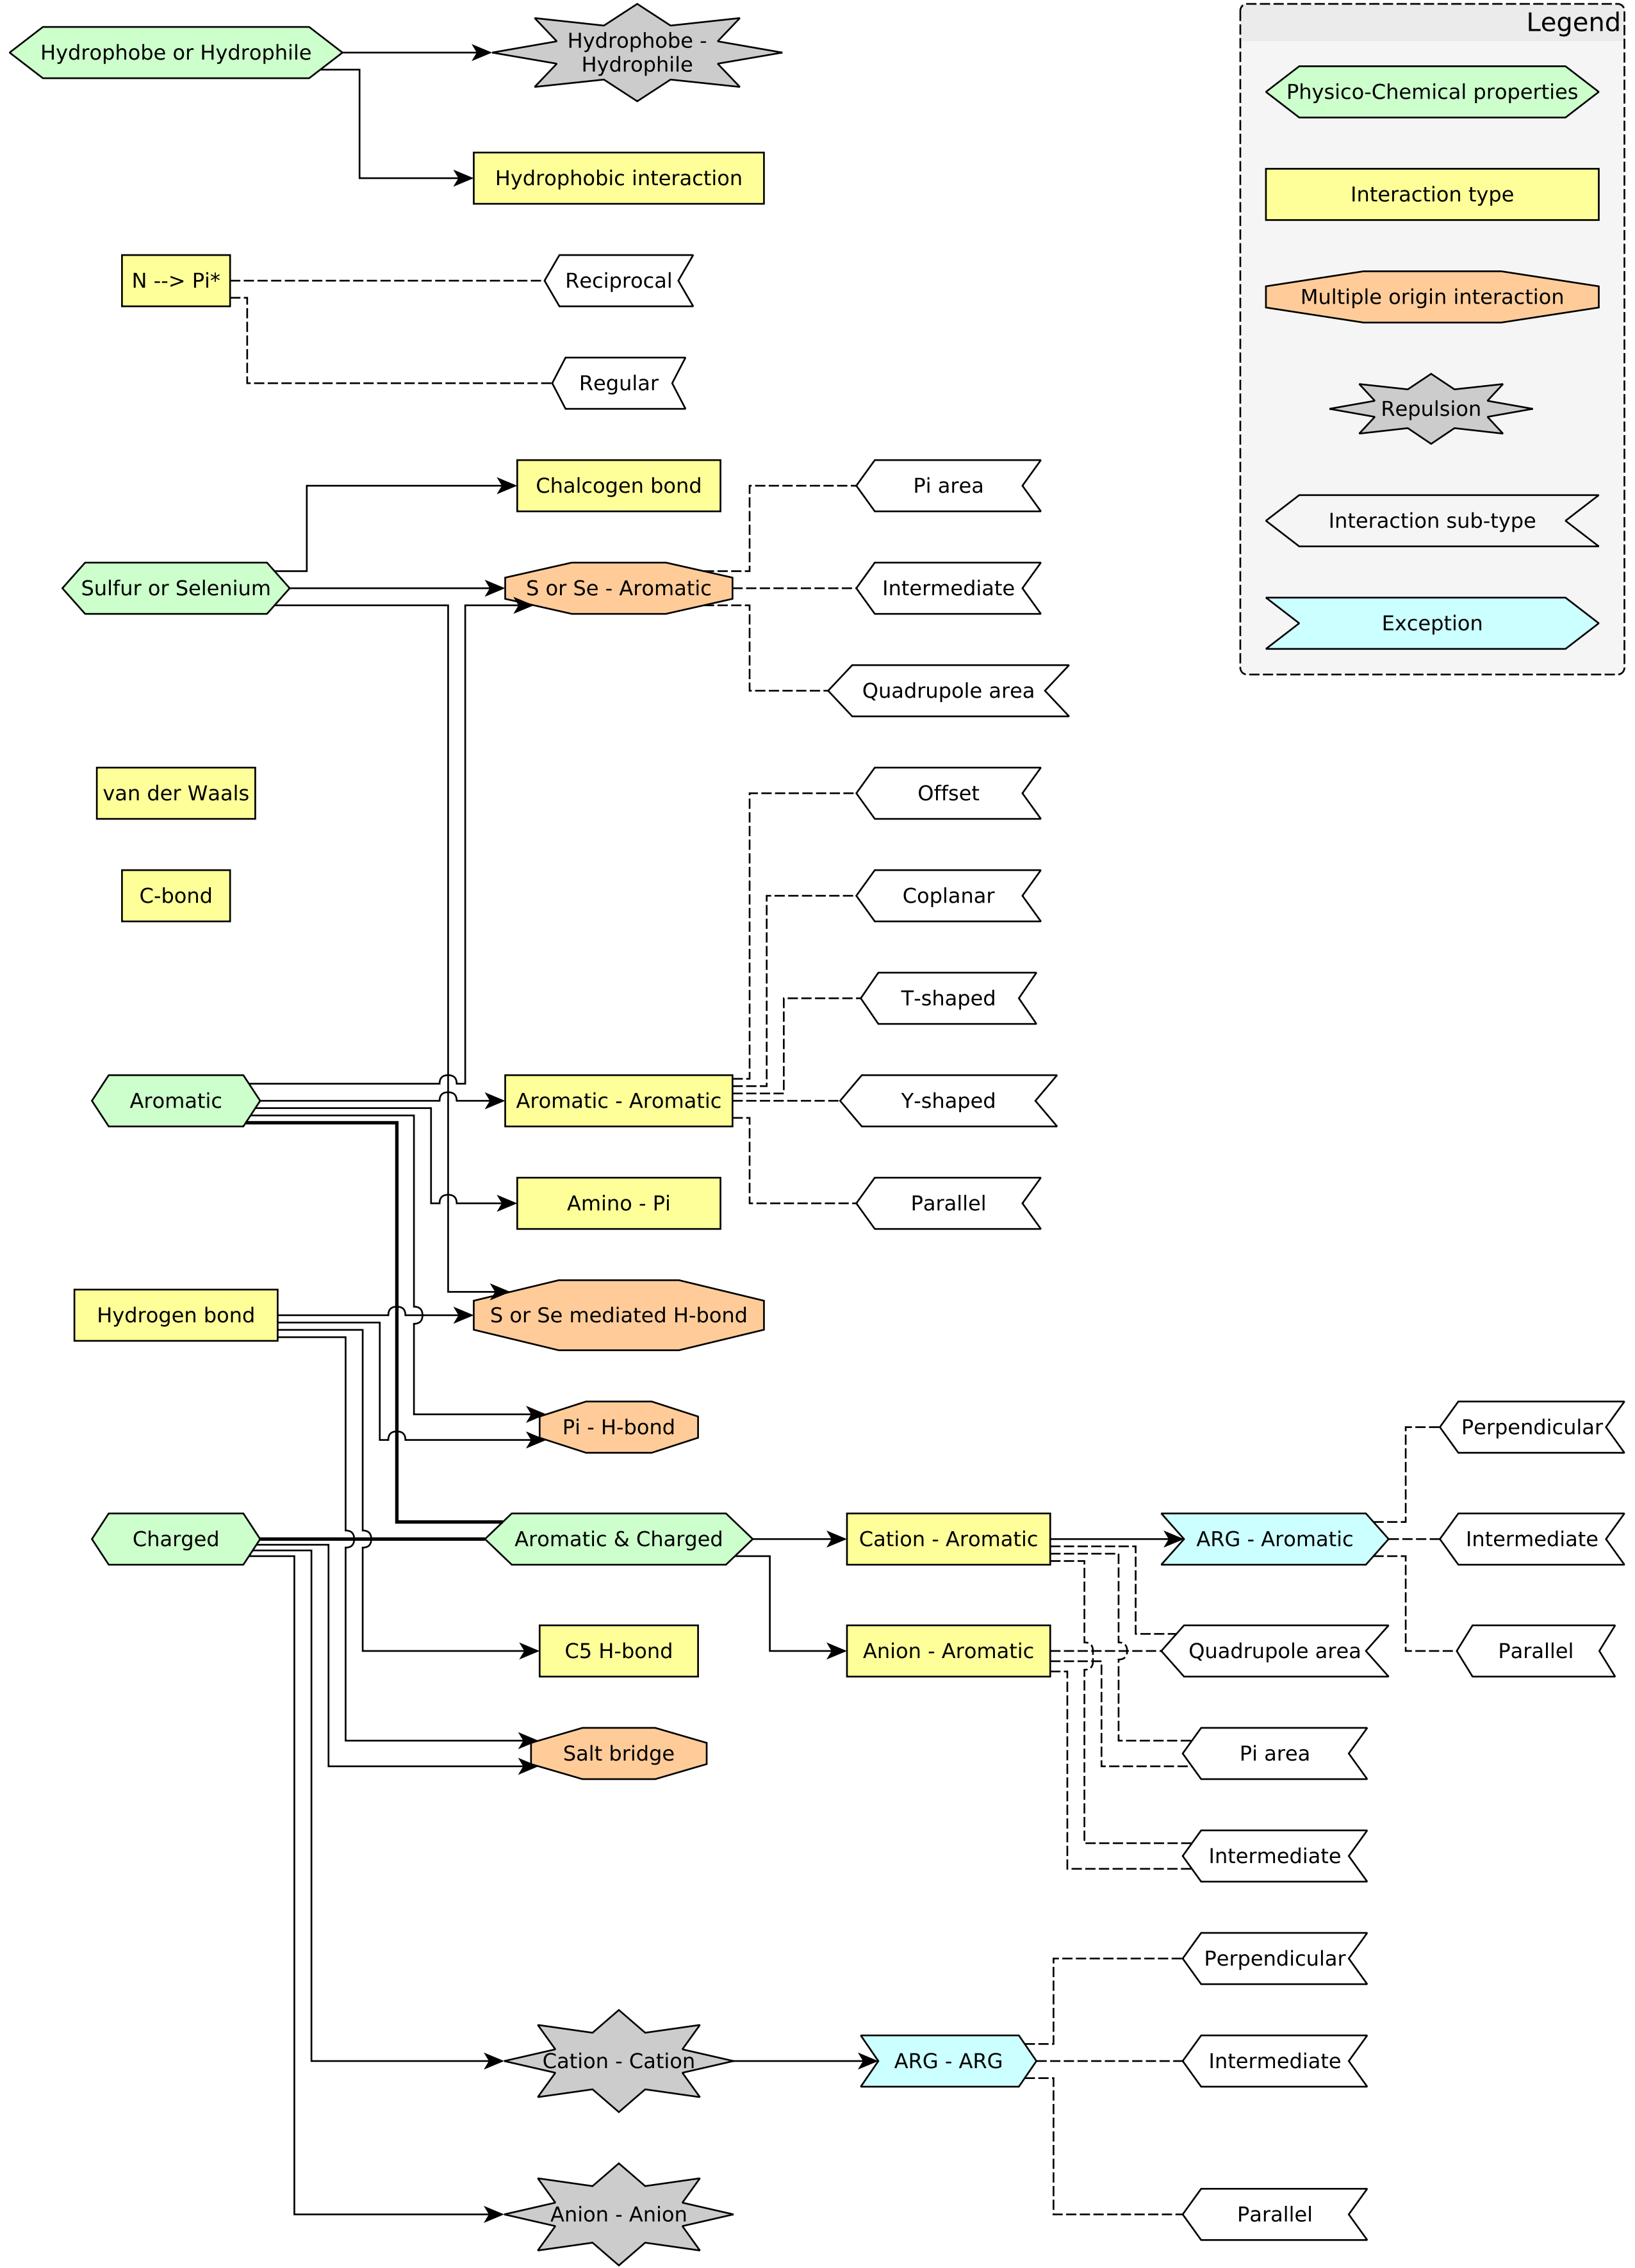 Hydrophobe or Hydrophile
Hydrophobe -
Hydrophile
Hydrophobic interaction
N --> Pi*
Reciprocal
Regular
Chalcogen bond
Pi area
Sulfur or Selenium
S or Se - Aromatic
Intermediate
Quadrupole area
van der Waals
Offset
C-bond
Coplanar
T-shaped
Aromatic
Aromatic - Aromatic
Y-shaped
Amino - Pi
Parallel
Hydrogen bond
S or Se mediated H-bond
Pi - H-bond
Perpendicular
Charged
Aromatic & Charged
Cation - Aromatic
ARG - Aromatic
Intermediate
C5 H-bond
Anion - Aromatic
Quadrupole area
Parallel
Salt bridge
Pi area
Intermediate
Perpendicular
Cation - Cation
ARG - ARG
Intermediate
Anion - Anion
Parallel
Legend
Physico-Chemical properties
Interaction type
Multiple origin interaction
Repulsion
Interaction sub-type
Exception